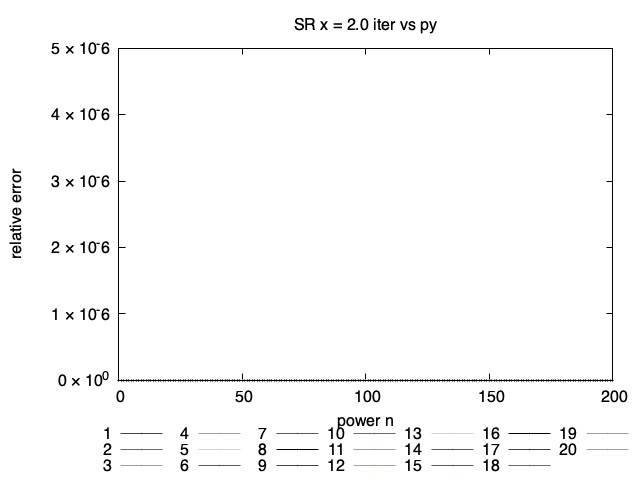 SR x = 2.0 iter vs py
5 × 10⁻6
4 × 10⁻6
3 × 10⁻6
2 × 10⁻6
1 × 10⁻6
0 × 10⁰
relative error
0 50 100 150 200
power n
1 4 7 10 13 16 19
2 5 8 11 14 17 20
3 6 9 12 15 18